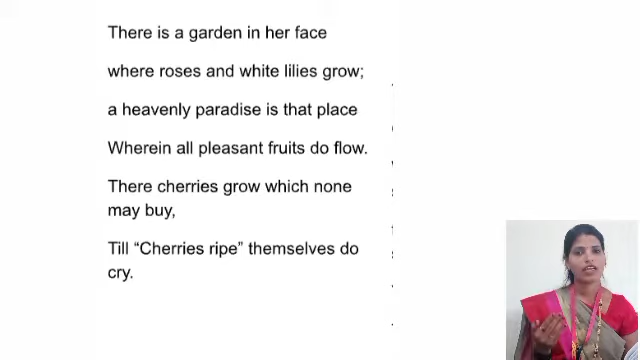 There is a garden in her face
where roses and white lilies grow;
a heavenly paradise is that place
Wherein all pleasant fruits do flow.
There cherries grow which none
may buy,
Till “Cherries ripe” themselves do
cry.